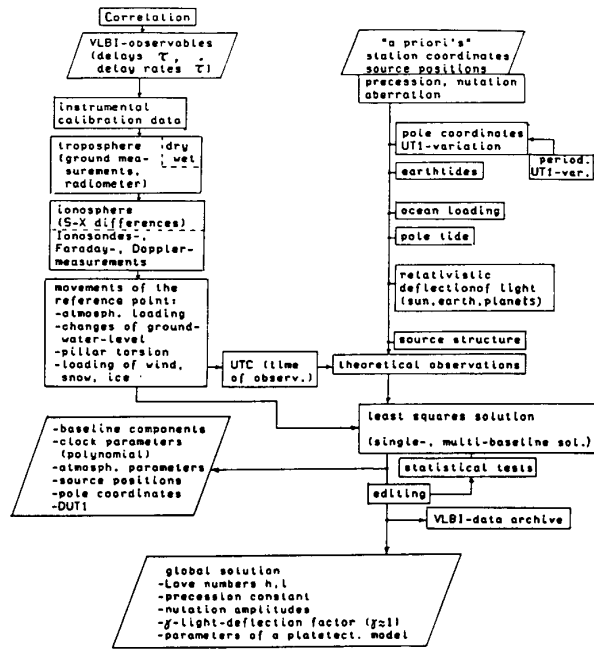 Correlation
VLBI-observables
(delays τ,
delay rates τ̇)
instrumental
calibration data
troposphere
(ground mea-
surements,
radiometer)
dry
wet
ionosphere
(S-X differences)
Ionosondes-,
Faraday-, Doppler-
measurements
movements of the
reference point:
-atmosph. loading
-changes of ground-
water-level
-pillar torsion
-loading of wind,
snow, ice
UTC (time
of observ.)
"a priori's"
station coordinates
source positions
precession, nutation
aberration
pole coordinates
UT1-variation
period.
UT1-var.
earthtides
ocean loading
pole tide
relativistic
deflectionof light
(sun,earth,planets)
source structure
theoretical observations
least squares solution
(single-, multi-baseline sol.)
statistical tests
editing
VLBI-data archive
-baseline components
-clock parameters
(polynomial)
-atmosph. parameters
-source positions
-pole coordinates
-DUT1
global solution
-Love numbers h,l
-precession constant
-nutation amplitudes
-γ-light-deflection factor (γ≈1)
-parameters of a platetect. model